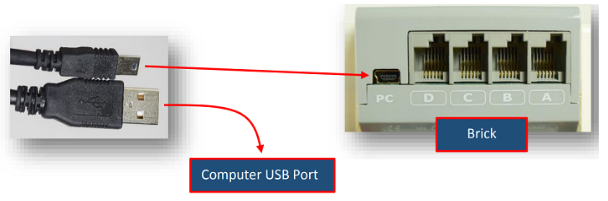 PC
D C B A
Brick
Computer USB Port